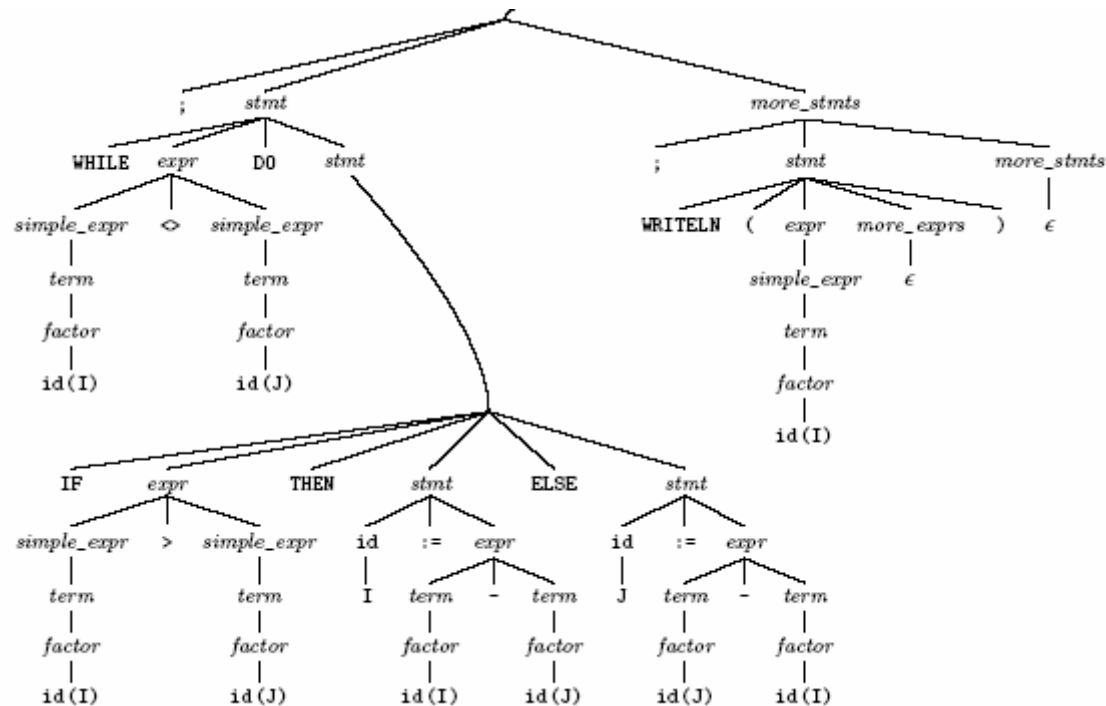 ; stmt more_stmts
WHILE expr DO stmt ; stmt more_stmts
simple_expr <> simple_expr WRITELN ( expr more_exprs ) ϵ
term term simple_expr ϵ
factor factor term
id(I) id(J) factor
id(I)
IF expr THEN stmt ELSE stmt
simple_expr > simple_expr id := expr id := expr
term term I term - term J term - term
factor factor factor factor factor factor
id(I) id(J) id(I) id(J) id(J) id(I)